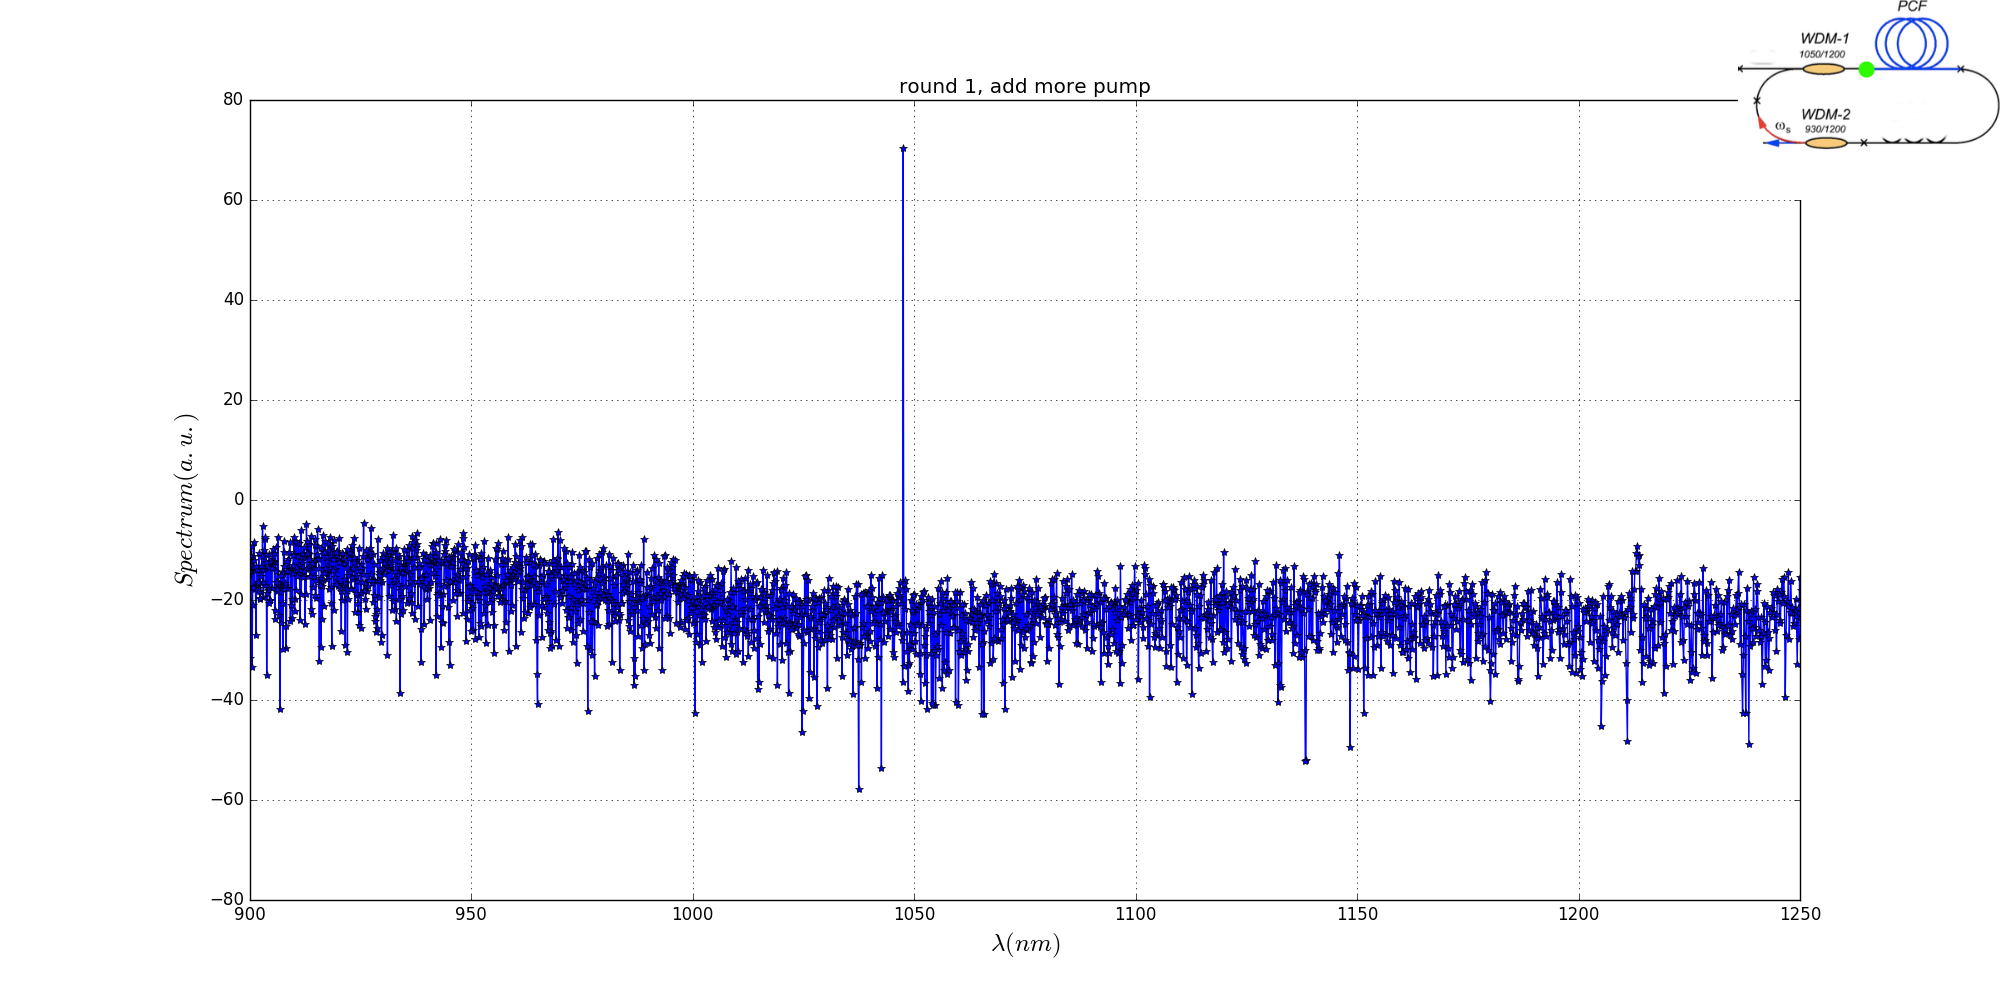 PCF
WDM-1
1050/1200
WDM-2
930/1200
ωs
round 1, add more pump
80
60
40
20
0
−20
−40
−60
−80
Spectrum(a. u. )
900
950
1000
1050
1100
1150
1200
1250
λ(nm)